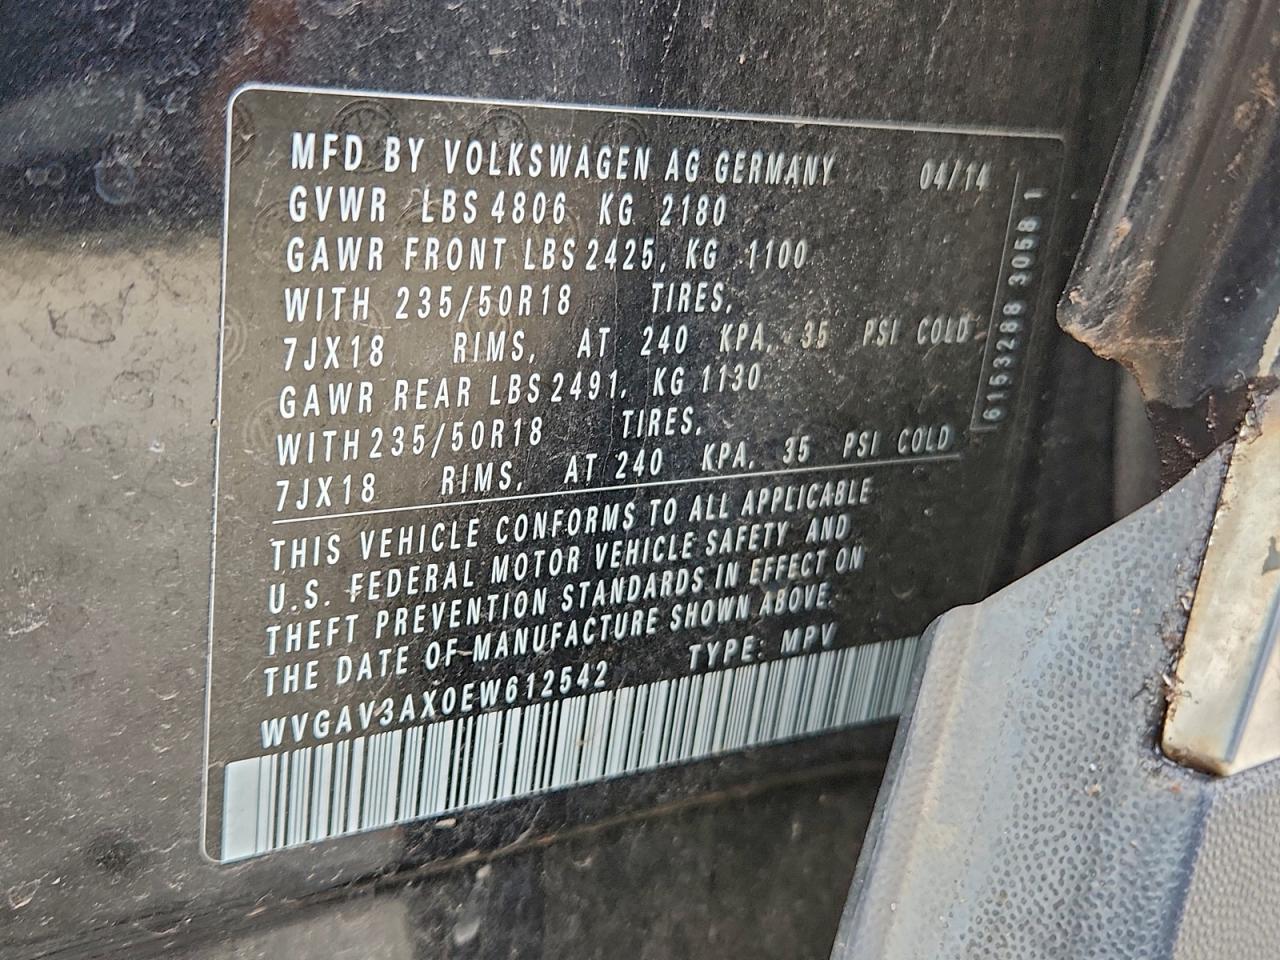 MFD BY VOLKSWAGEN AG GERMANY 04/14
GVWR LBS 4806 KG 2180
GAWR FRONT LBS 2425, KG 1100
WITH 235/50R18 TIRES,
7JX18 RIMS, AT 240 KPA, 35 PSI COLD
GAWR REAR LBS 2491, KG 1130
WITH 235/50R18 TIRES,
7JX18 RIMS, AT 240 KPA, 35 PSI COLD
THIS VEHICLE CONFORMS TO ALL APPLICABLE
U.S. FEDERAL MOTOR VEHICLE SAFETY AND
THEFT PREVENTION STANDARDS IN EFFECT ON
THE DATE OF MANUFACTURE SHOWN ABOVE
WVGAV3AX0EW612542 TYPE: MPV
6153288 3058 1